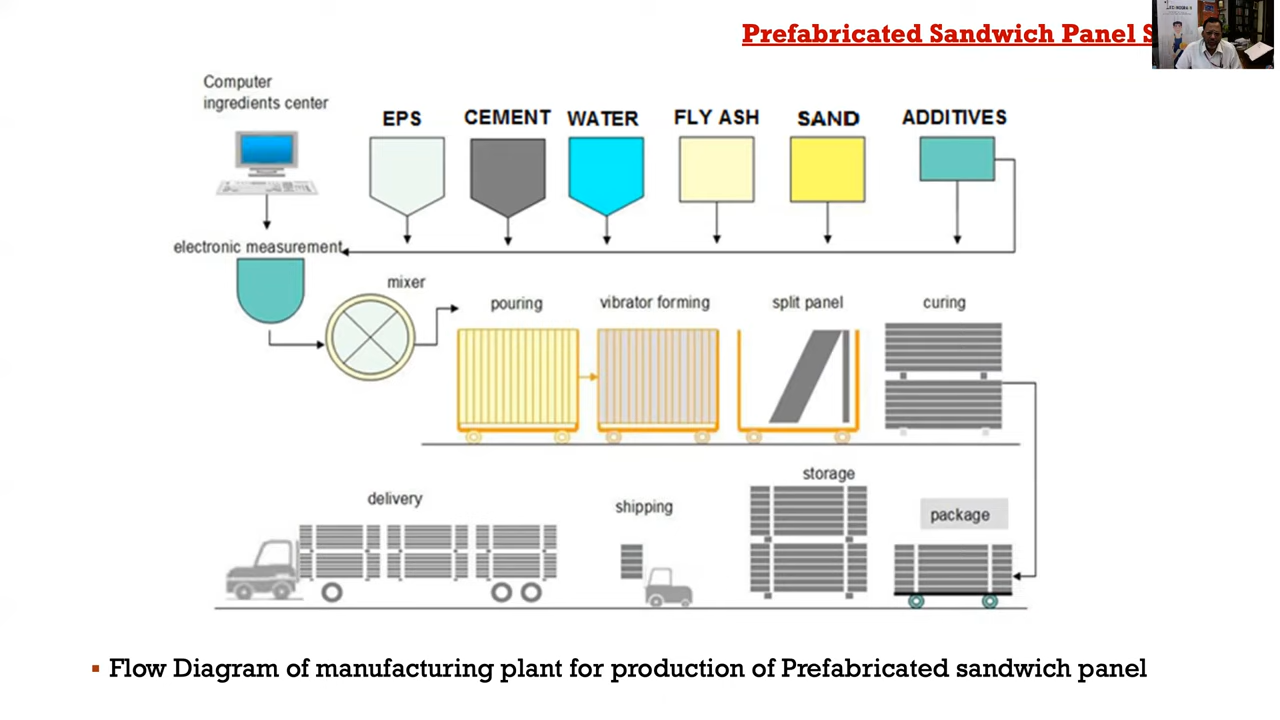 Prefabricated Sandwich Panel S
Computer
ingredients center
EPS
CEMENT
WATER
FLY ASH
SAND
ADDITIVES
electronic measurement
mixer
pouring
vibrator forming
split panel
curing
delivery
shipping
storage
package
▪ Flow Diagram of manufacturing plant for production of Prefabricated sandwich panel